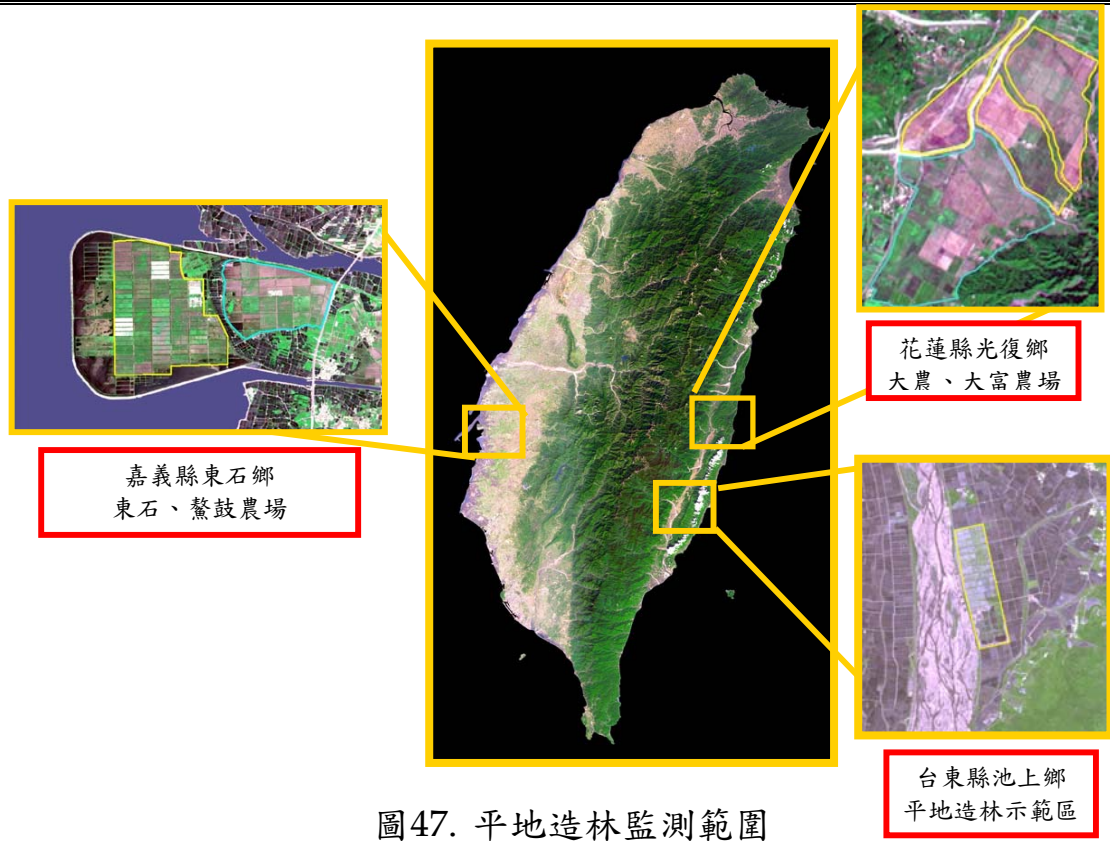 花蓮縣光復鄉
大農、大富農場
嘉義縣東石鄉
東石、鰲鼓農場
台東縣池上鄉
平地造林示範區
圖47. 平地造林監測範圍